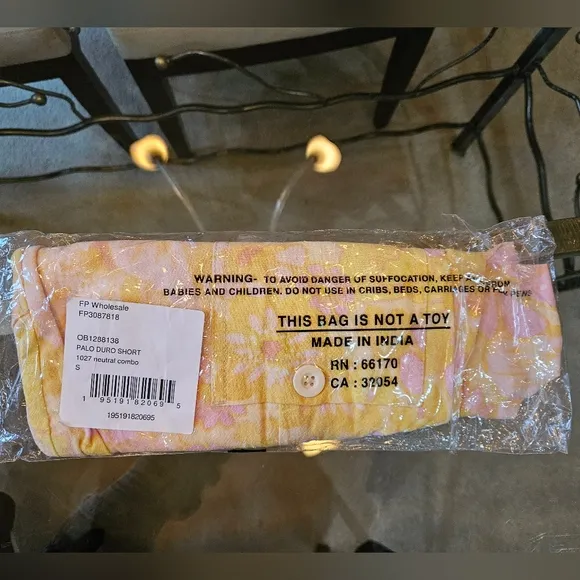 FP Wholesale
FP3087818
OB1288138
PALO DURO SHORT
1027 neutral combo
S
1 95191 82069 5
195191820695
WARNING- TO AVOID DANGER OF SUFFOCATION, KEEP FROM
BABIES AND CHILDREN. DO NOT USE IN CRIBS, BEDS, CARRIAGES OR PENS
THIS BAG IS NOT A TOY
MADE IN INDIA
RN : 66170
CA : 32054